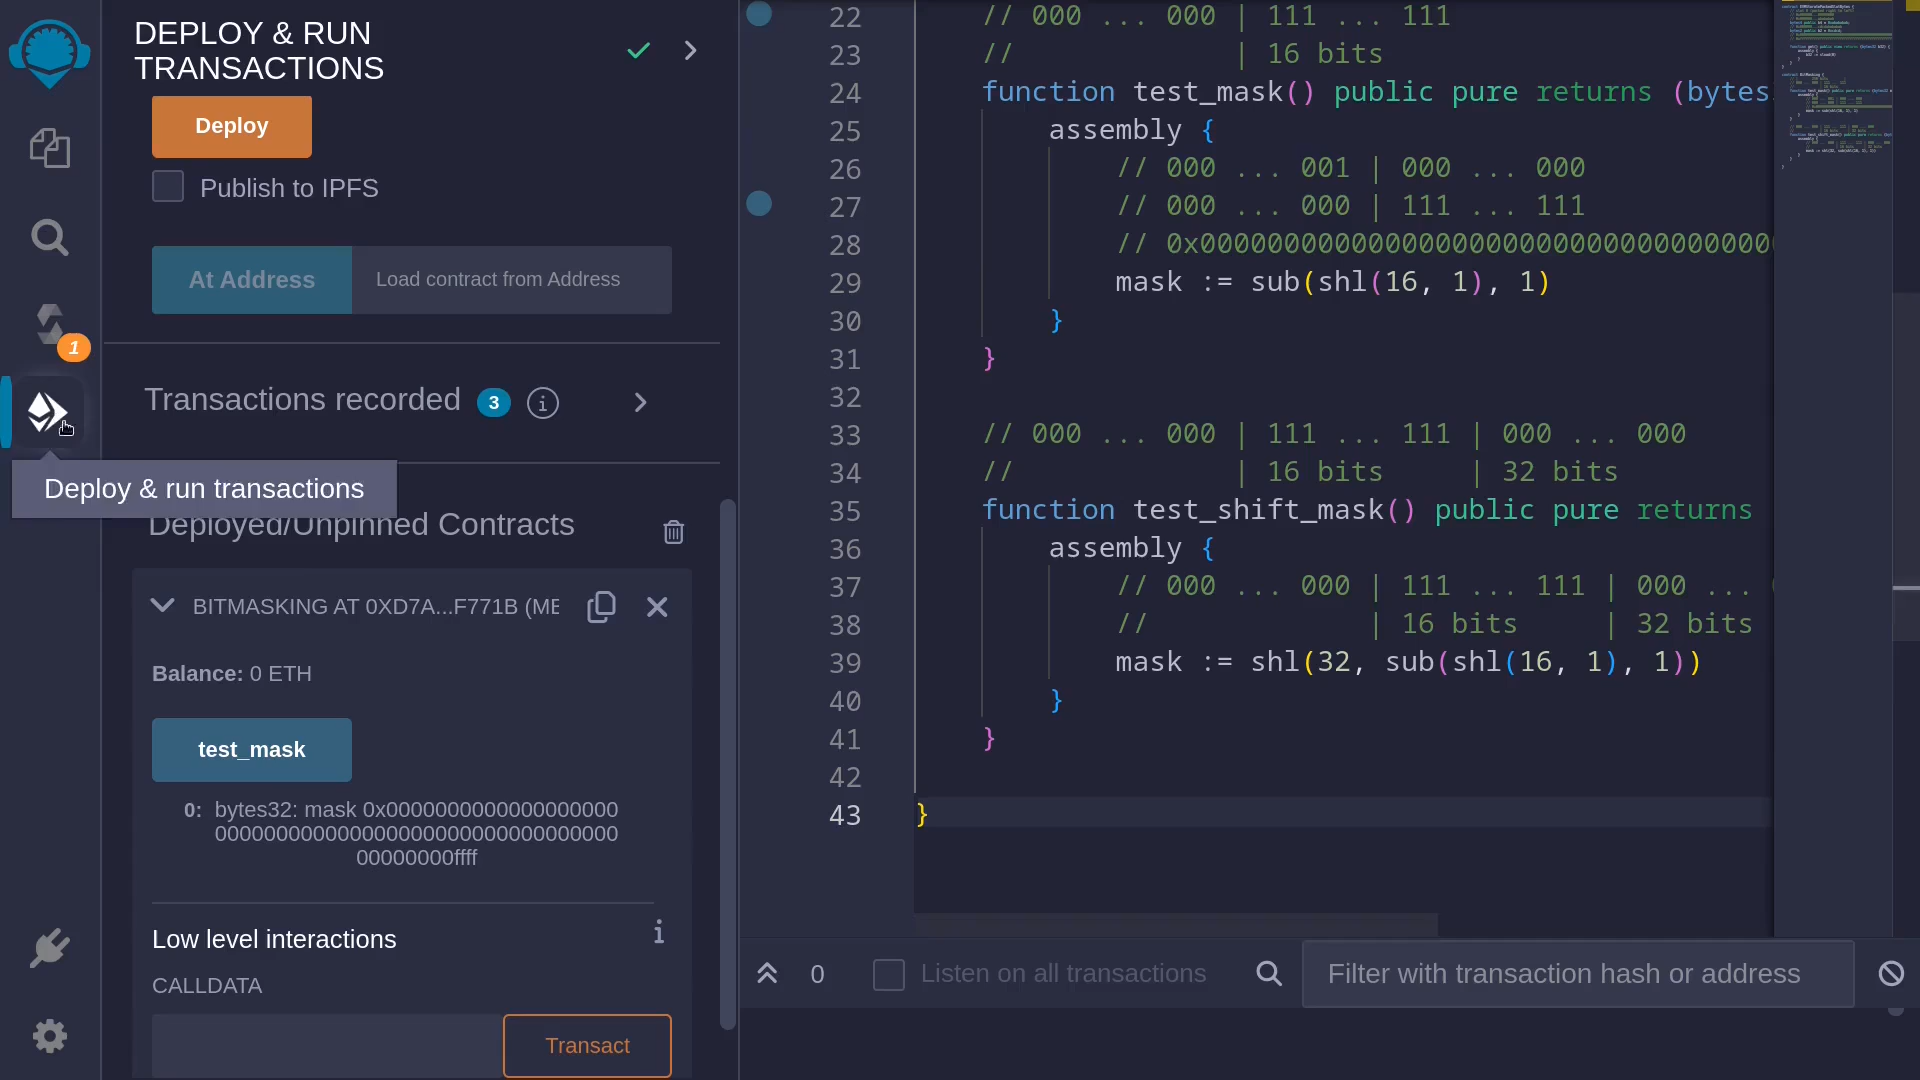 DEPLOY & RUN
TRANSACTIONS
Deploy
Publish to IPFS
At Address
Load contract from Address
1
Transactions recorded 3
Deploy & run transactions
Deployed/Unpinned Contracts
BITMASKING AT 0XD7A...F771B (ME
Balance: 0 ETH
test_mask
0: bytes32: mask 0x0000000000000000000
0000000000000000000000000000000000
00000000ffff
Low level interactions
CALLDATA
Transact
22 // 000 ... 000 | 111 ... 111
23 // | 16 bits
24 function test_mask() public pure returns (bytes
25 assembly {
26 // 000 ... 001 | 000 ... 000
27 // 000 ... 000 | 111 ... 111
28 // 0x0000000000000000000000000000000000
29 mask := sub(shl(16, 1), 1)
30 }
31 }
32
33 // 000 ... 000 | 111 ... 111 | 000 ... 000
34 // | 16 bits | 32 bits
35 function test_shift_mask() public pure returns
36 assembly {
37 // 000 ... 000 | 111 ... 111 | 000 ...
38 // | 16 bits | 32 bits
39 mask := shl(32, sub(shl(16, 1), 1))
40 }
41 }
42
43 }
0
Listen on all transactions
Filter with transaction hash or address